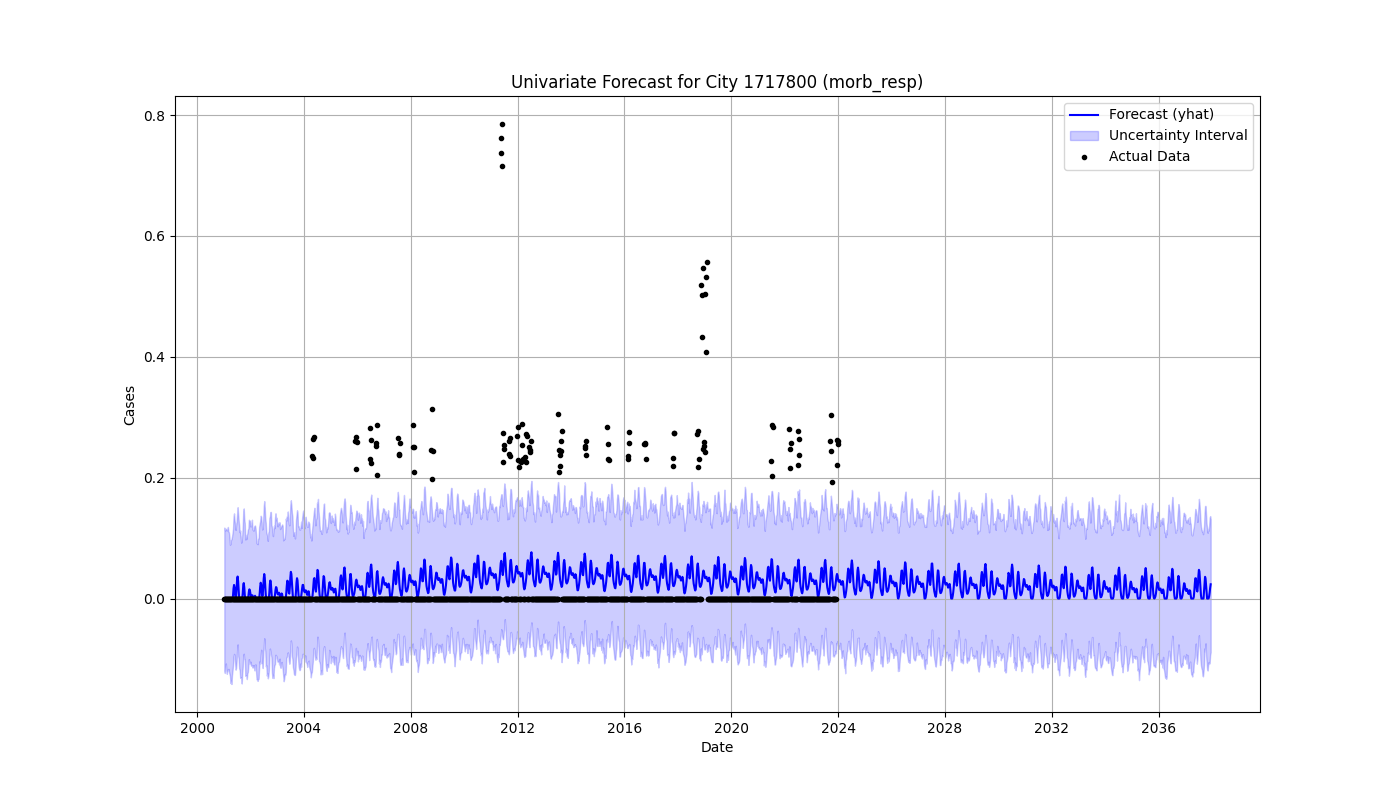 Univariate Forecast for City 1717800 (morb_resp)
Forecast (yhat)
Uncertainty Interval
Actual Data
Cases
0.8
0.6
0.4
0.2
0.0
2000 2004 2008 2012 2016 2020 2024 2028 2032 2036
Date